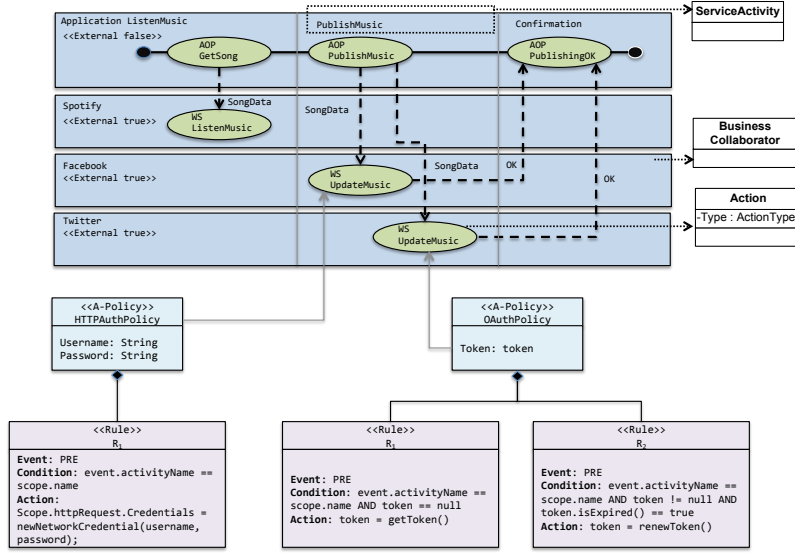 Application ListenMusic
<<External false>>
PublishMusic
Confirmation
ServiceActivity
AOP
GetSong
AOP
PublishMusic
AOP
PublishingOK
Spotify
<<External true>>
SongData
WS
ListenMusic
SongData
Business
Collaborator
Facebook
<<External true>>
SongData
OK
WS
UpdateMusic
OK
Action
-Type : ActionType
Twitter
<<External true>>
WS
UpdateMusic
<<A-Policy>>
HTTPAuthPolicy
Username: String
Password: String
<<A-Policy>>
OAuthPolicy
Token: token
<<Rule>>
R1
Event: PRE
Condition: event.activityName ==
scope.name
Action:
Scope.httpRequest.Credentials =
newNetworkCredential(username,
password);
<<Rule>>
R1
Event: PRE
Condition: event.activityName ==
scope.name AND token == null
Action: token = getToken()
<<Rule>>
R2
Event: PRE
Condition: event.activityName ==
scope.name AND token != null AND
token.isExpired() == true
Action: token = renewToken()